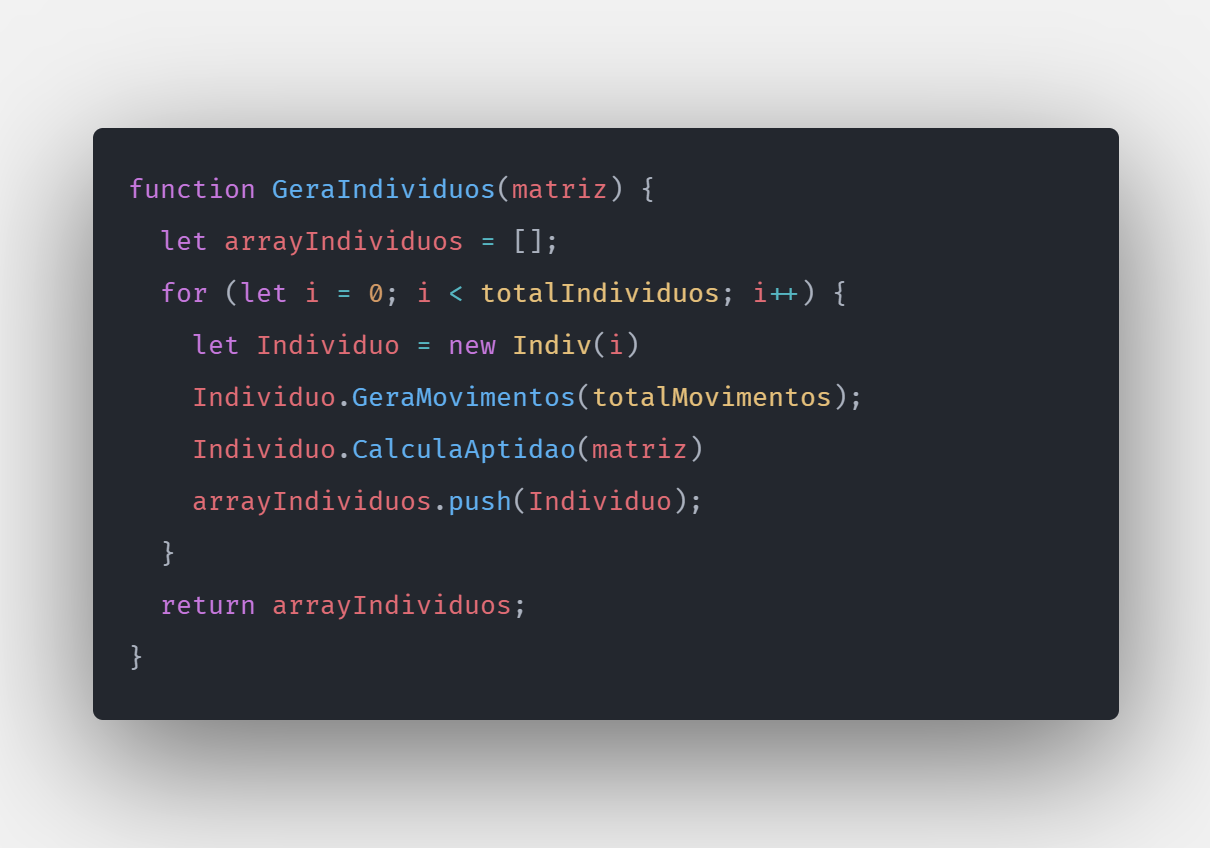 function GeraIndividuos(matriz) {
  let arrayIndividuos = [];
  for (let i = 0; i < totalIndividuos; i++) {
    let Individuo = new Indiv(i)
    Individuo.GeraMovimentos(totalMovimentos);
    Individuo.CalculaAptidao(matriz)
    arrayIndividuos.push(Individuo);
  }
  return arrayIndividuos;
}